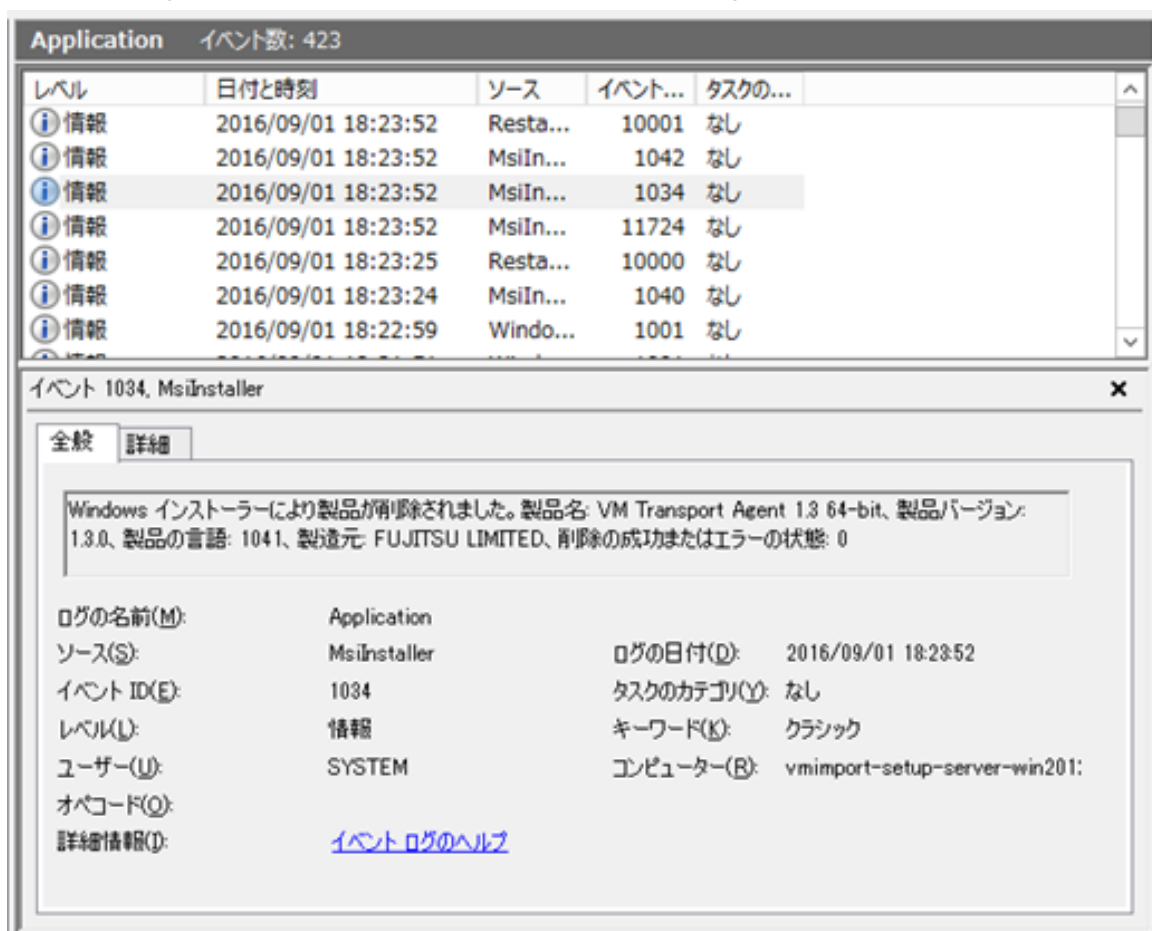 Application イベント数: 423
レベル 日付と時刻 ソース イベント... タスクの...
情報 2016/09/01 18:23:52 Resta... 10001 なし
情報 2016/09/01 18:23:52 MsiIn... 1042 なし
情報 2016/09/01 18:23:52 MsiIn... 1034 なし
情報 2016/09/01 18:23:52 MsiIn... 11724 なし
情報 2016/09/01 18:23:25 Resta... 10000 なし
情報 2016/09/01 18:23:24 MsiIn... 1040 なし
情報 2016/09/01 18:22:59 Windo... 1001 なし
イベント 1034, MsiInstaller
全般 詳細
Windows インストーラーにより製品が削除されました。製品名: VM Transport Agent 1.3 64-bit、製品バージョン:
1.3.0、製品の言語: 1041、製造元: FUJITSU LIMITED、削除の成功またはエラーの状態: 0
ログの名前(M): Application
ソース(S): MsiInstaller ログの日付(D): 2016/09/01 18:23:52
イベント ID(E): 1034 タスクのカテゴリ(Y): なし
レベル(L): 情報 キーワード(K): クラシック
ユーザー(U): SYSTEM コンピューター(R): vmimport-setup-server-win201
オペコード(O):
詳細情報(I): イベント ログのヘルプ